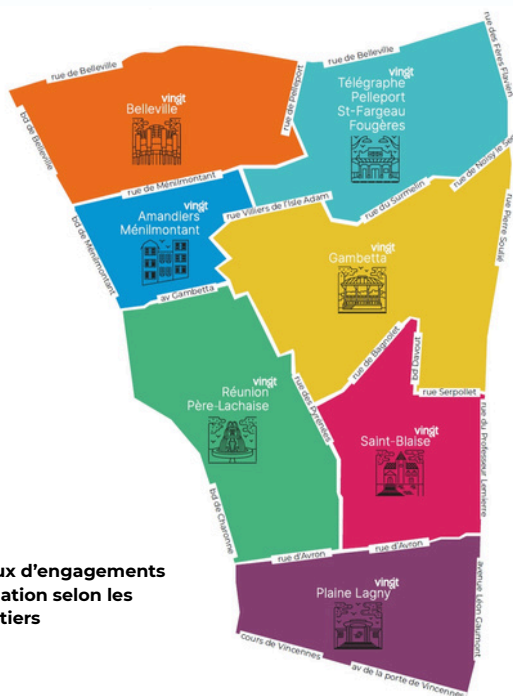 rue de Belleville
rue de Belleville
rue des Fères Flavien
vingt
Belleville
rue de Pelleport
vingt
Télégraphe
Pelleport
St-Fargeau
Fougères
bd de Belleville
rue de Ménilmontant
rue de Noisy le Sec
vingt
Amandiers
Ménilmontant
rue Villiers de l'Isle Adam
rue du Surmelin
rue Pierre Soulié
bd de Ménilmontant
vingt
Gambetta
av Gambetta
rue de Bagnolet
bd Davout
rue Serpollet
vingt
Réunion
Père-Lachaise
rue des Pyrénées
vingt
Saint-Blaise
rue du Professeur Lemierre
bd de Charonne
rue d'Avron
rue d'Avron
ux d'engagements
ation selon les
tiers
vingt
Plaine Lagny
avenue Léon Gaumont
cours de Vincennes
av de la porte de Vincennes